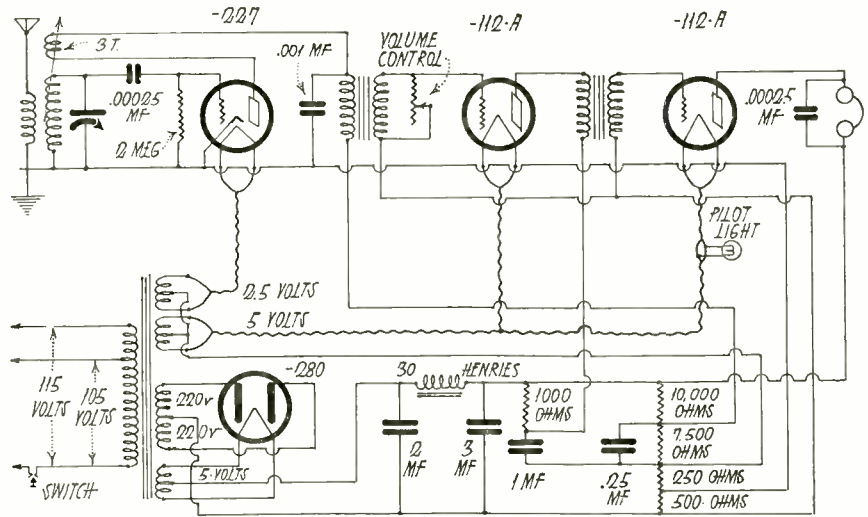 -227
-112-A
-112-A
3 T.
.001 MF
VOLUME
CONTROL
.00025
MF
.00025
MF
2 MEG
PILOT
LIGHT
2.5 VOLTS
5 VOLTS
-280
30
HENRIES
115
VOLTS
105
VOLTS
220V
220V
1000
OHMS
10,000
OHMS
7,500
OHMS
2
MF
3
MF
5 VOLTS
1 MF
.25
MF
250 OHMS
500 OHMS
SWITCH